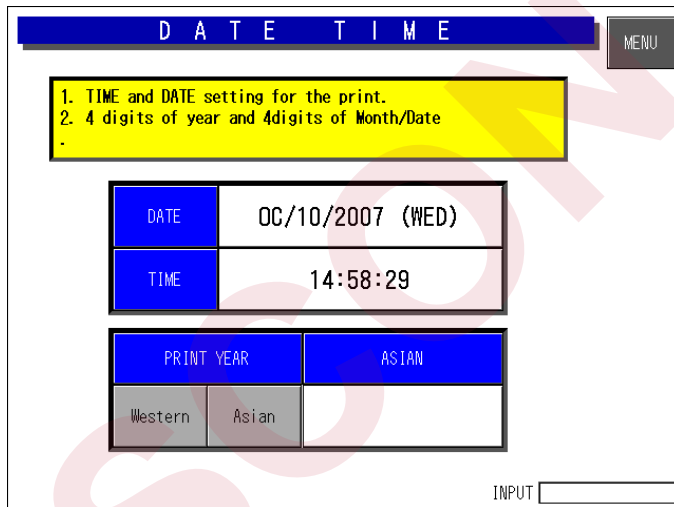 DATE TIME
MENU
1. TIME and DATE setting for the print.
2. 4 digits of year and 4digits of Month/Date
.
DATE
OC/10/2007 (WED)
TIME
14:58:29
PRINT YEAR
ASIAN
Western
Asian
INPUT